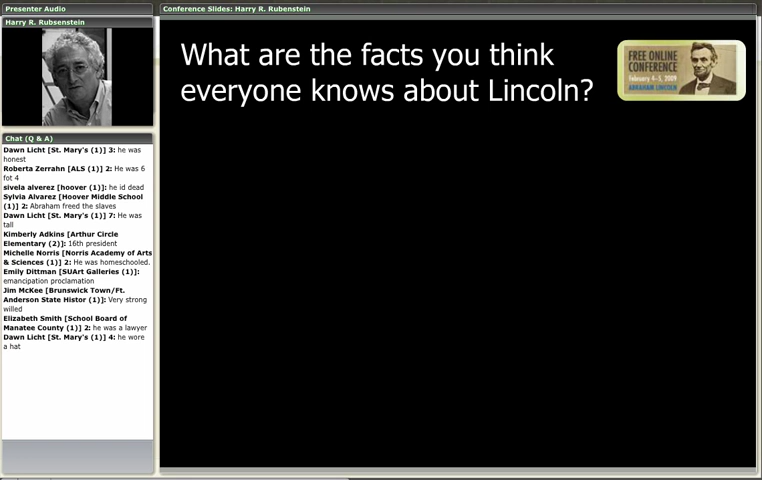 Presenter Audio
Harry R. Rubsenstein
Chat (Q & A)
Dawn Licht [St. Mary's (1)] 3: he was
honest
Roberta Zerrahn [ALS (1)] 2: He was 6
fot 4
sivela alverez [hoover (1)]: he id dead
Sylvia Alvarez [Hoover Middle School
(1)] 2: Abraham freed the slaves
Dawn Licht [St. Mary's (1)] 7: He was
tall
Kimberly Adkins [Arthur Circle
Elementary (2)]: 16th president
Michelle Norris [Norris Academy of Arts
& Sciences (1)] 2: He was homeschooled.
Emily Dittman [SUArt Galleries (1)]:
emancipation proclamation
Jim McKee [Brunswick Town/Ft.
Anderson State Histor (1)]: Very strong
willed
Elizabeth Smith [School Board of
Manatee County (1)] 2: he was a lawyer
Dawn Licht [St. Mary's (1)] 4: he wore
a hat
Conference Slides: Harry R. Rubenstein
What are the facts you think
everyone knows about Lincoln?
FREE ONLINE
CONFERENCE
February 4–5, 2009
ABRAHAM LINCOLN